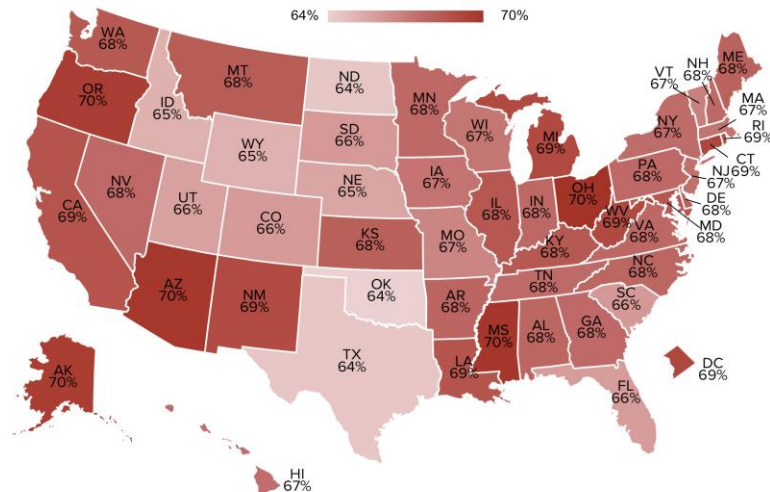 64% 70%
WA
68%
OR
70%
ID
65%
MT
68%
ND
64%
MN
68%
WI
67%
MI
69%
VT
67%
NH
68%
ME
68%
MA
67%
RI
69%
CT
69%
NY
67%
NJ
67%
PA
68%
DE
68%
MD
68%
WY
65%
SD
66%
NE
65%
IA
67%
IL
68%
IN
68%
OH
70%
WV
69%
VA
68%
CA
69%
NV
68%
UT
66%
CO
66%
KS
68%
MO
67%
KY
68%
NC
68%
TN
68%
SC
66%
AZ
70%
NM
69%
OK
64%
AR
68%
MS
70%
AL
68%
GA
68%
TX
64%
LA
69%
FL
66%
DC
69%
AK
70%
HI
67%